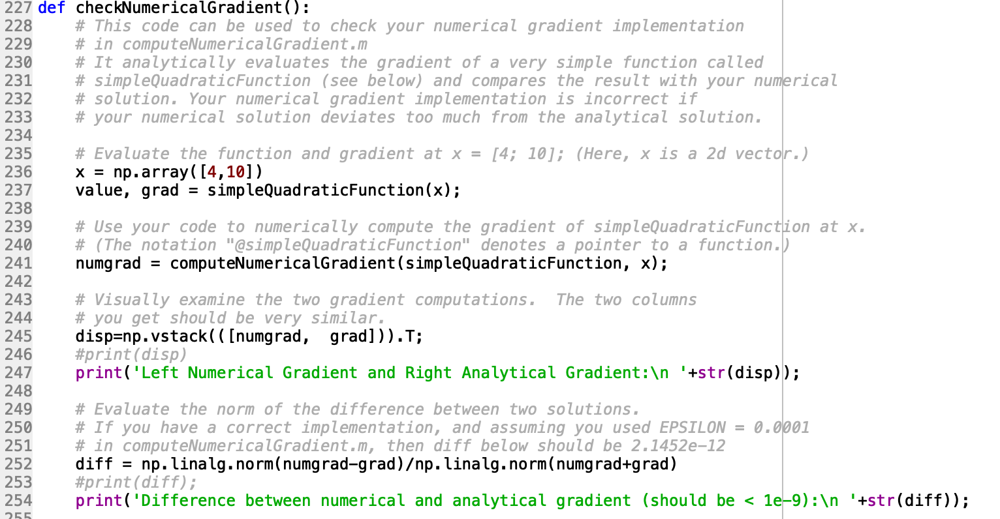 227 def checkNumericalGradient():
228     # This code can be used to check your numerical gradient implementation
229     # in computeNumericalGradient.m
230     # It analytically evaluates the gradient of a very simple function called
231     # simpleQuadraticFunction (see below) and compares the result with your numerical
232     # solution. Your numerical gradient implementation is incorrect if
233     # your numerical solution deviates too much from the analytical solution.
234
235     # Evaluate the function and gradient at x = [4; 10]; (Here, x is a 2d vector.)
236     x = np.array([4,10])
237     value, grad = simpleQuadraticFunction(x);
238
239     # Use your code to numerically compute the gradient of simpleQuadraticFunction at x.
240     # (The notation "@simpleQuadraticFunction" denotes a pointer to a function.)
241     numgrad = computeNumericalGradient(simpleQuadraticFunction, x);
242
243     # Visually examine the two gradient computations.  The two columns
244     # you get should be very similar.
245     disp=np.vstack(([numgrad,  grad])).T;
246     #print(disp)
247     print('Left Numerical Gradient and Right Analytical Gradient:\n '+str(disp));
248
249     # Evaluate the norm of the difference between two solutions.
250     # If you have a correct implementation, and assuming you used EPSILON = 0.0001
251     # in computeNumericalGradient.m, then diff below should be 2.1452e-12
252     diff = np.linalg.norm(numgrad-grad)/np.linalg.norm(numgrad+grad)
253     #print(diff);
254     print('Difference between numerical and analytical gradient (should be < 1e-9):\n '+str(diff));
255